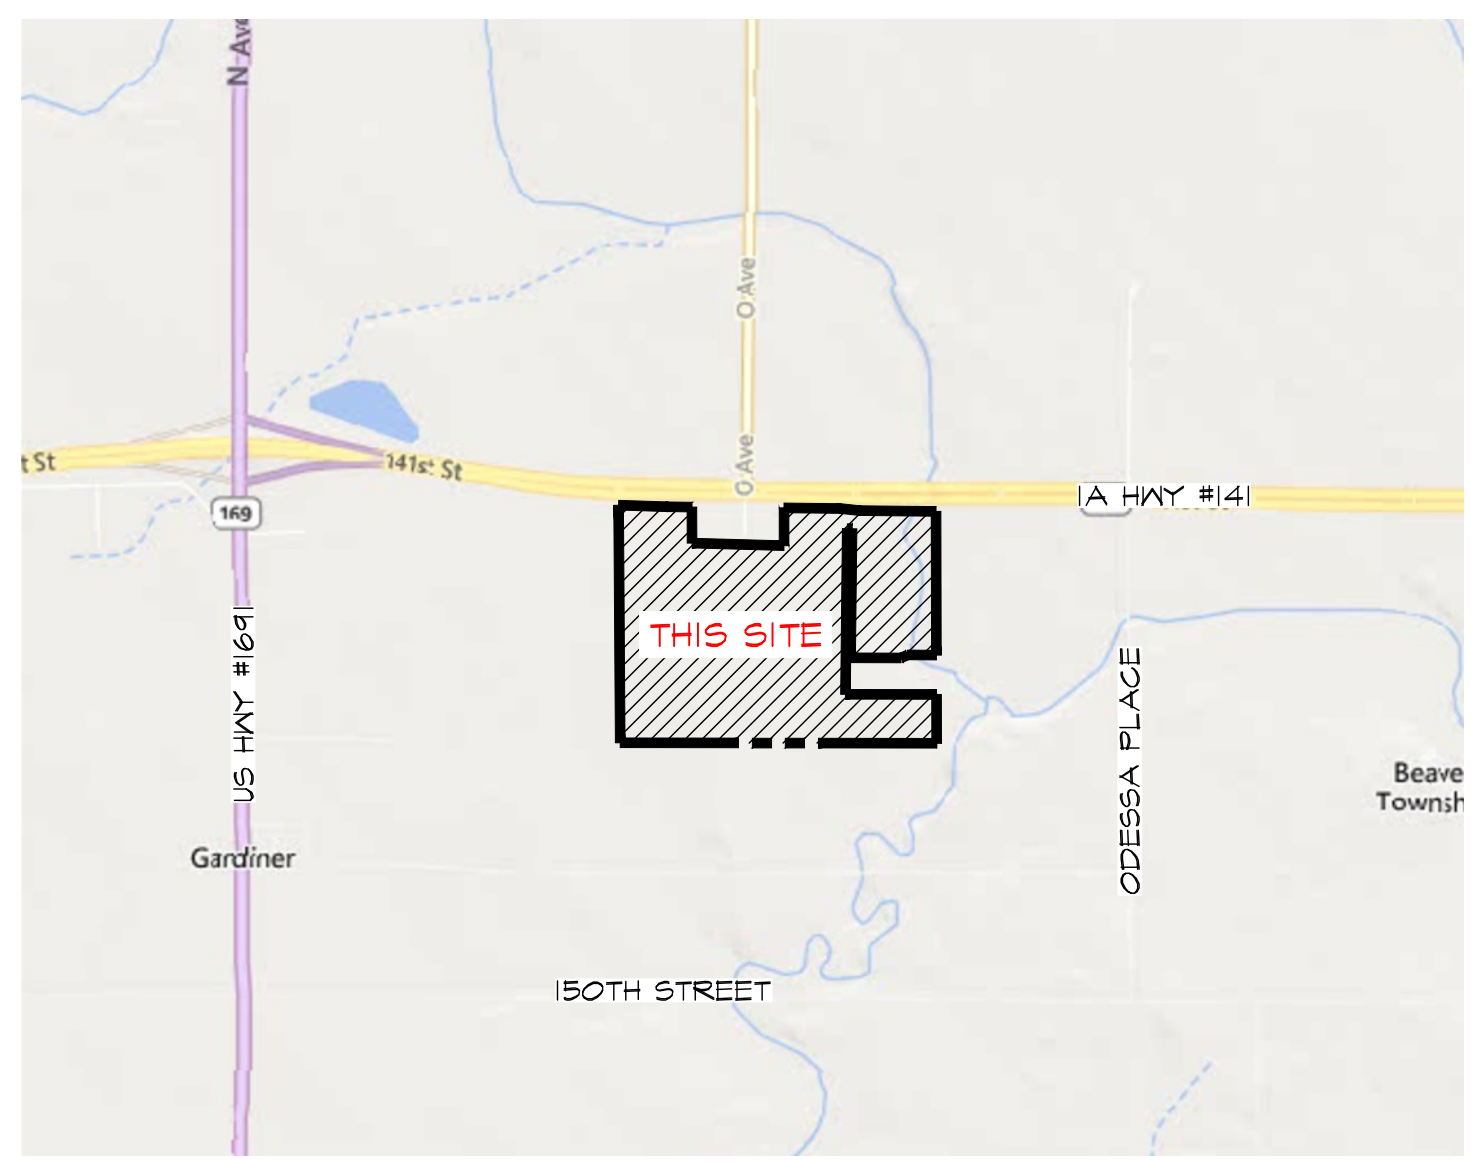 N Ave
O Ave
O Ave
t St
141st St
IA HWY #141
169
THIS SITE
US HWY #169
ODESSA PLACE
Beave
Townsh
Gardiner
150TH STREET